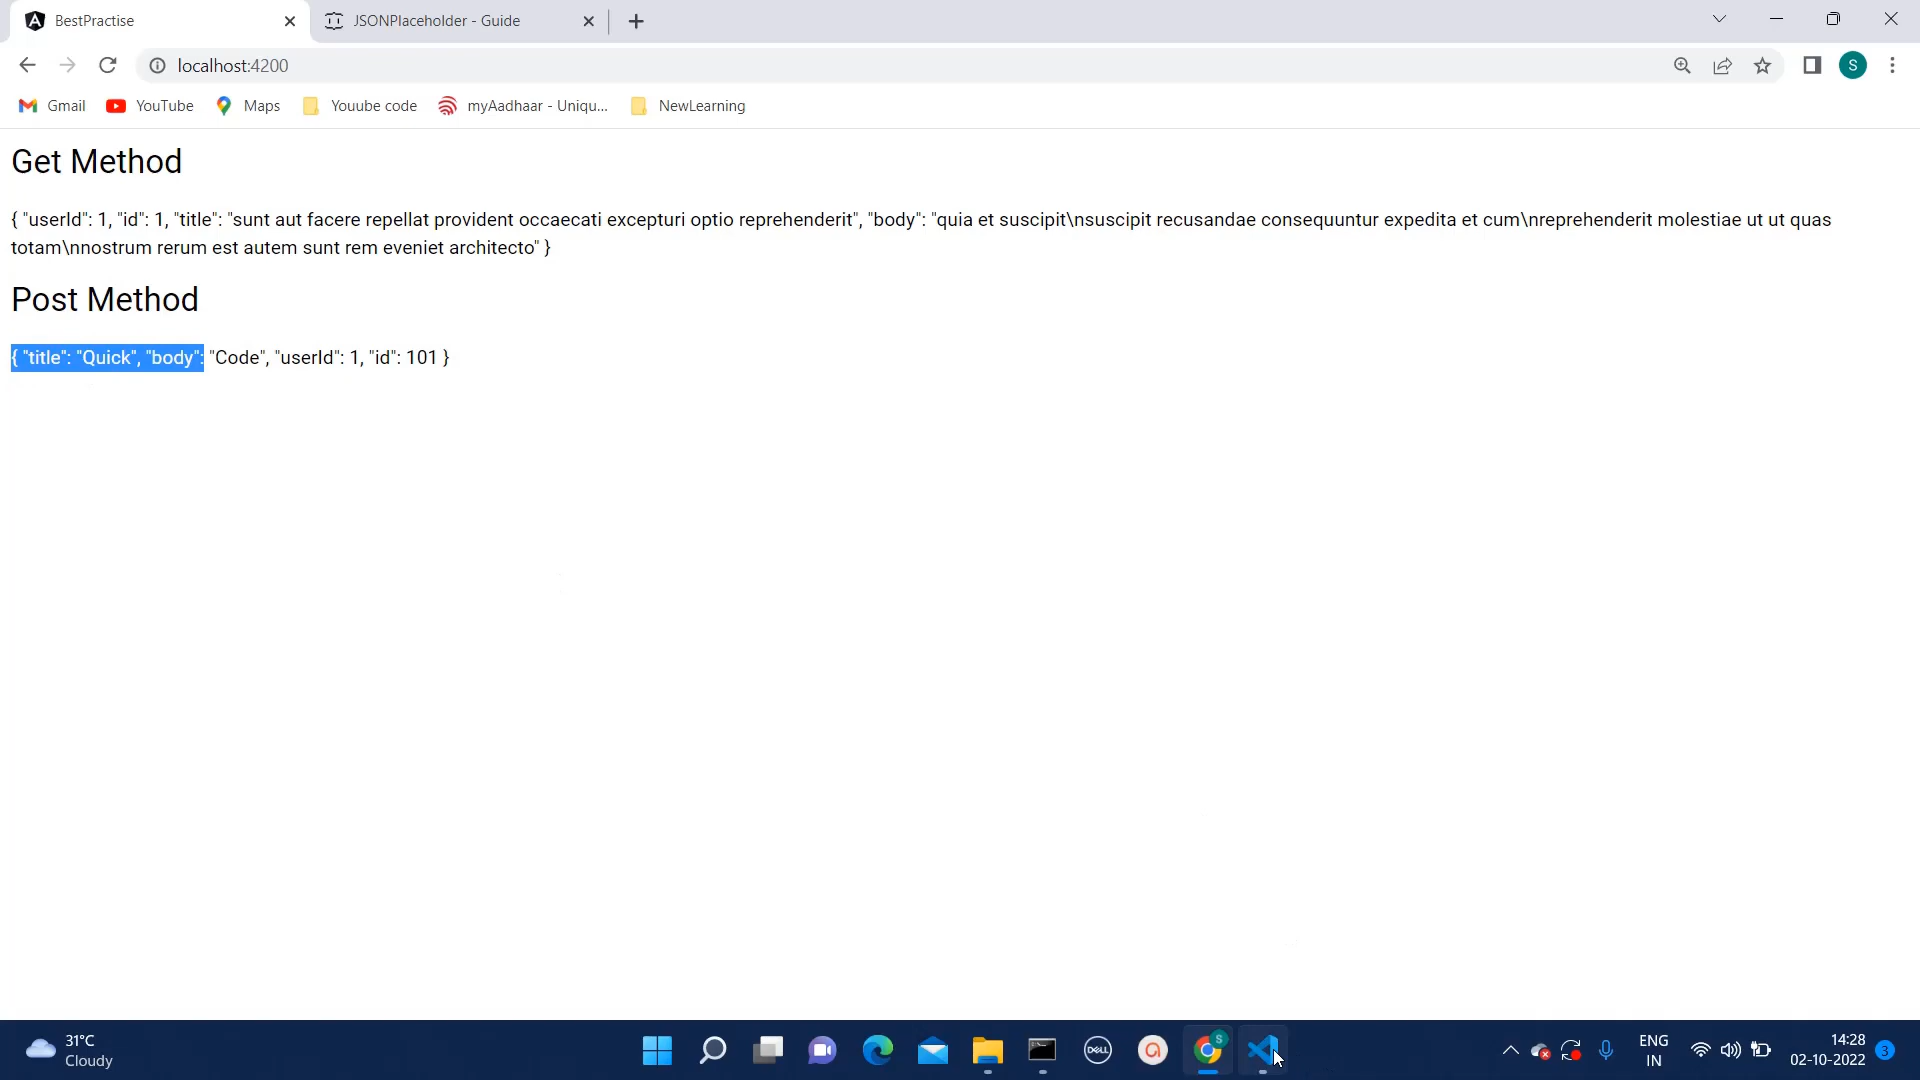 BestPractise
JSONPlaceholder - Guide
localhost:4200
S
Gmail
YouTube
Maps
Youube code
myAadhaar - Uniqu...
NewLearning
Get Method
{ "userId": 1, "id": 1, "title": "sunt aut facere repellat provident occaecati excepturi optio reprehenderit", "body": "quia et suscipit\nsuscipit recusandae consequuntur expedita et cum\nreprehenderit molestiae ut ut quas
totam\nnostrum rerum est autem sunt rem eveniet architecto" }
Post Method
{ "title": "Quick", "body": "Code", "userId": 1, "id": 101 }
31°C
Cloudy
DELL
S
ENG
IN
14:28
02-10-2022
3